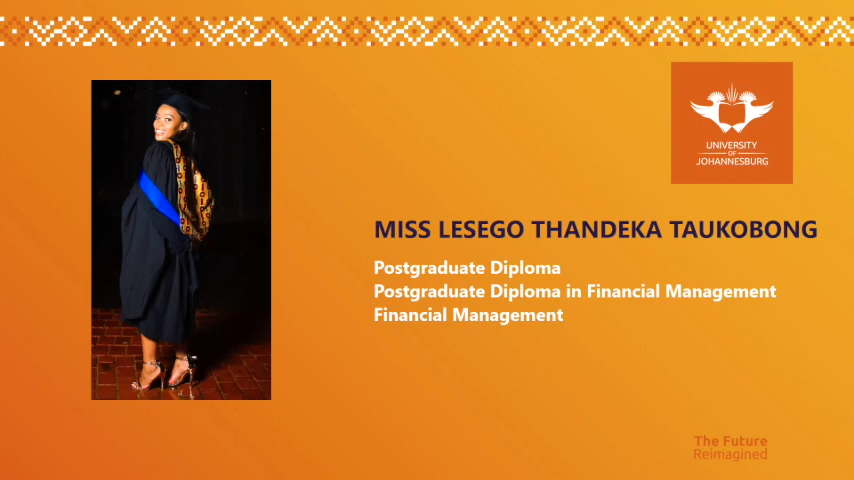 UNIVERSITY
OF
JOHANNESBURG
MISS LESEGO THANDEKA TAUKOBONG
Postgraduate Diploma
Postgraduate Diploma in Financial Management
Financial Management
The Future
Reimagined